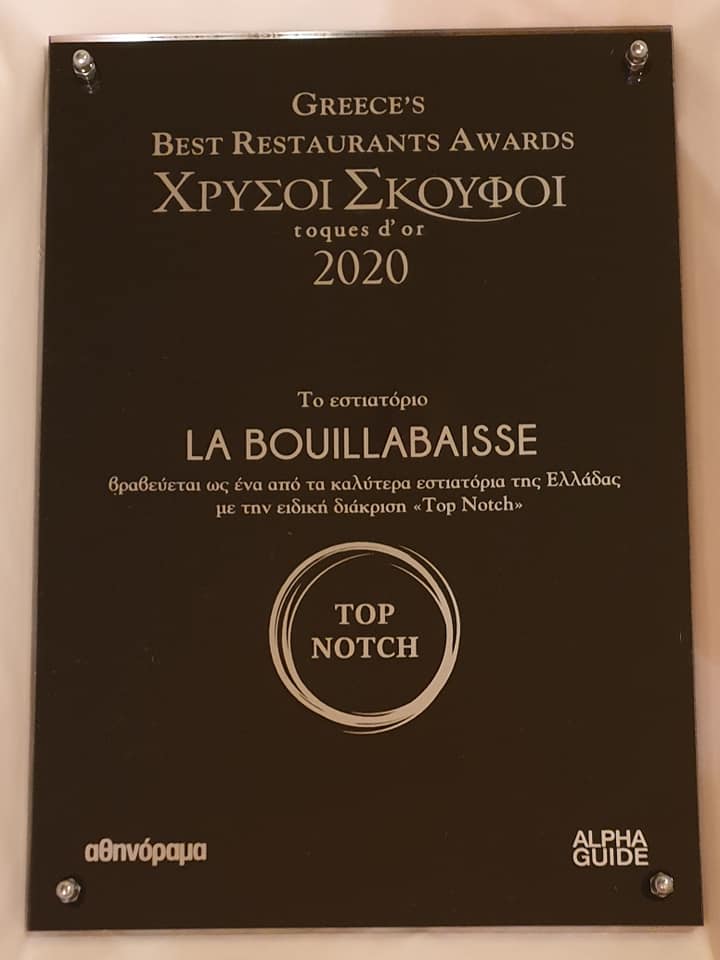 GREECE'S
BEST RESTAURANTS AWARDS
ΧΡΥΣΟΙ ΣΚΟΥΦΟΙ
toques d'or
2020
Το εστιατόριο
LA BOUILLABAISSE
βραβεύεται ως ένα από τα καλύτερα εστιατόρια της Ελλάδας
με την ειδική διάκριση «Top Notch»
TOP
NOTCH
αθηνόραμα
ALPHA
GUIDE